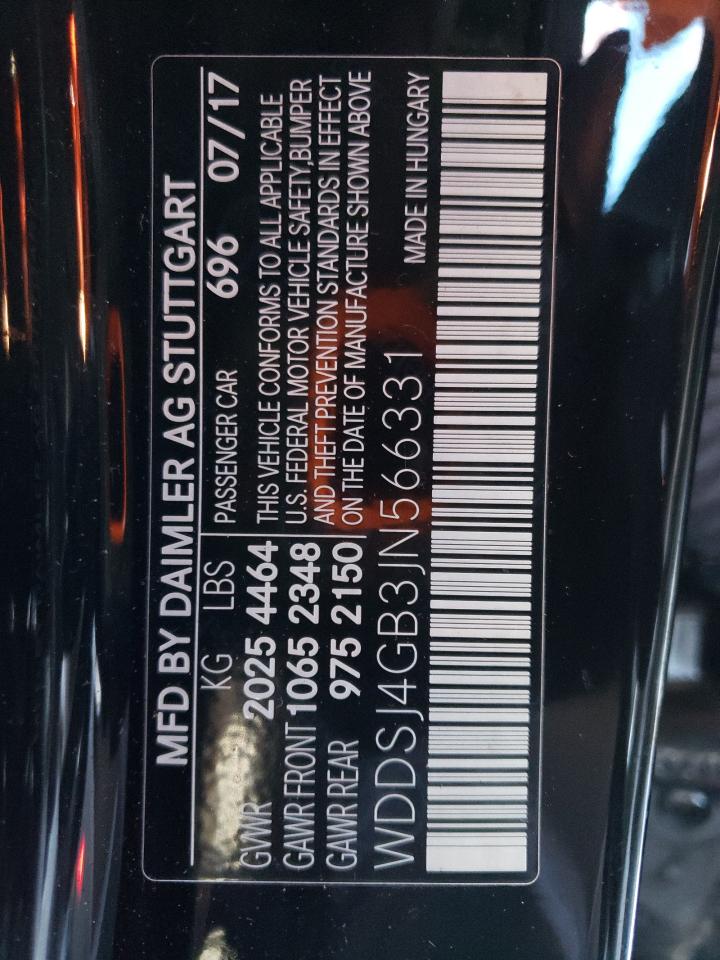 MFD BY DAIMLER AG STUTTGART
KG LBS
GVWR 2025 4464
GAWR FRONT 1065 2348
GAWR REAR 975 2150
PASSENGER CAR 696 07/17
THIS VEHICLE CONFORMS TO ALL APPLICABLE
U.S. FEDERAL MOTOR VEHICLE SAFETY,BUMPER
AND THEFT PREVENTION STANDARDS IN EFFECT
ON THE DATE OF MANUFACTURE SHOWN ABOVE
WDDSJ4GB3JN566331
MADE IN HUNGARY